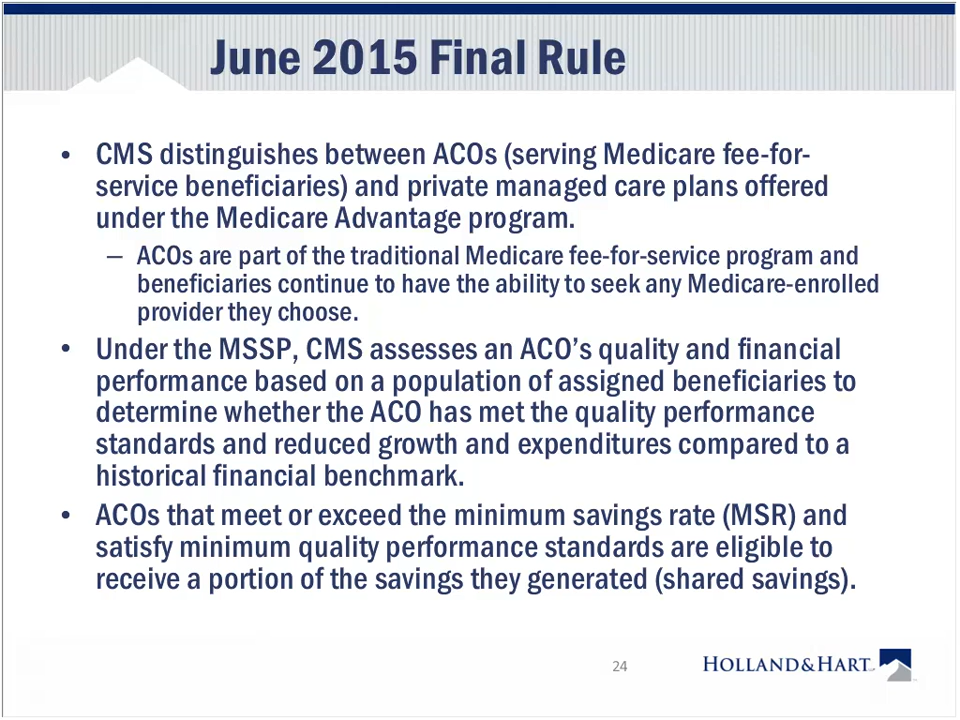 June 2015 Final Rule
• CMS distinguishes between ACOs (serving Medicare fee-for-
service beneficiaries) and private managed care plans offered
under the Medicare Advantage program.
– ACOs are part of the traditional Medicare fee-for-service program and
beneficiaries continue to have the ability to seek any Medicare-enrolled
provider they choose.
• Under the MSSP, CMS assesses an ACO’s quality and financial
performance based on a population of assigned beneficiaries to
determine whether the ACO has met the quality performance
standards and reduced growth and expenditures compared to a
historical financial benchmark.
• ACOs that meet or exceed the minimum savings rate (MSR) and
satisfy minimum quality performance standards are eligible to
receive a portion of the savings they generated (shared savings).
24
HOLLAND&HART